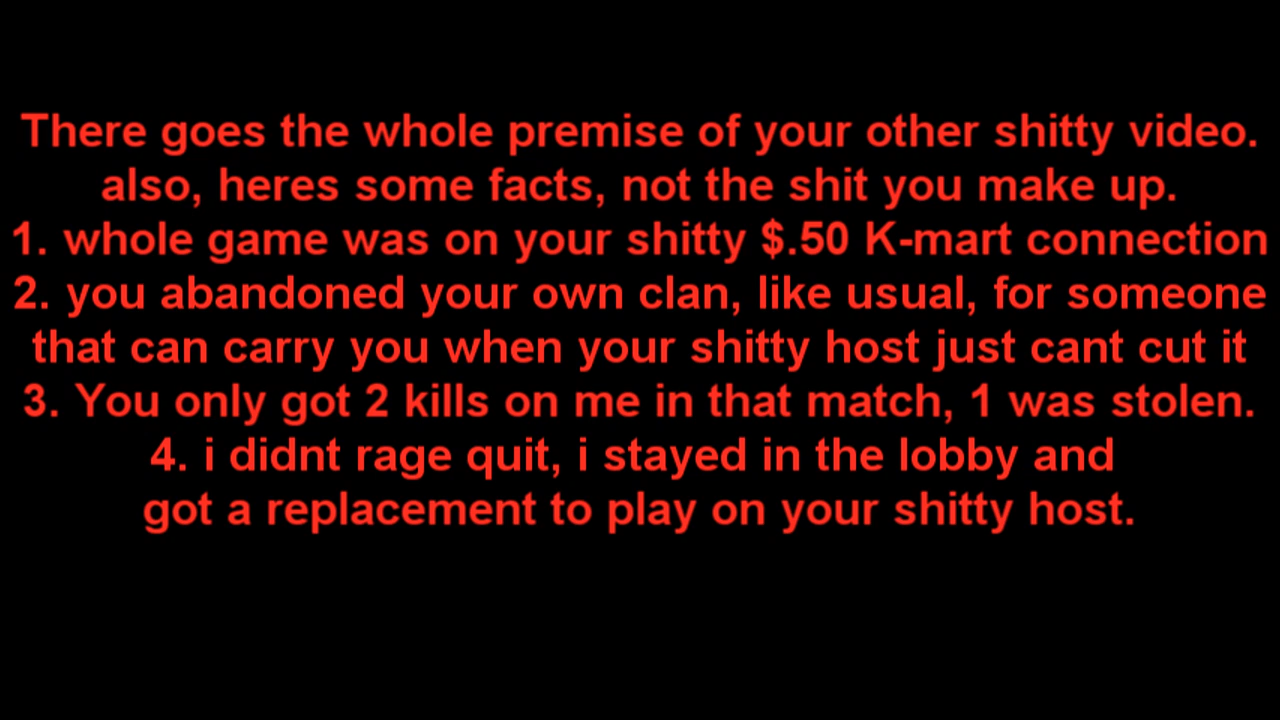 There goes the whole premise of your other shitty video.
also, heres some facts, not the shit you make up.
1. whole game was on your shitty $.50 K-mart connection
2. you abandoned your own clan, like usual, for someone
that can carry you when your shitty host just cant cut it
3. You only got 2 kills on me in that match, 1 was stolen.
4. i didnt rage quit, i stayed in the lobby and
got a replacement to play on your shitty host.